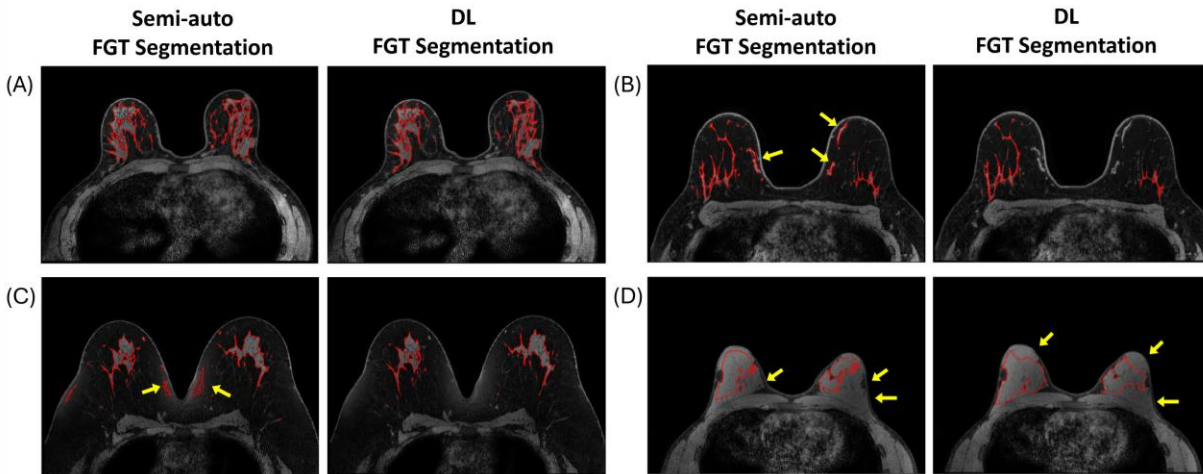 Semi-auto
FGT Segmentation
DL
FGT Segmentation
Semi-auto
FGT Segmentation
DL
FGT Segmentation
(A)
(B)
(C)
(D)